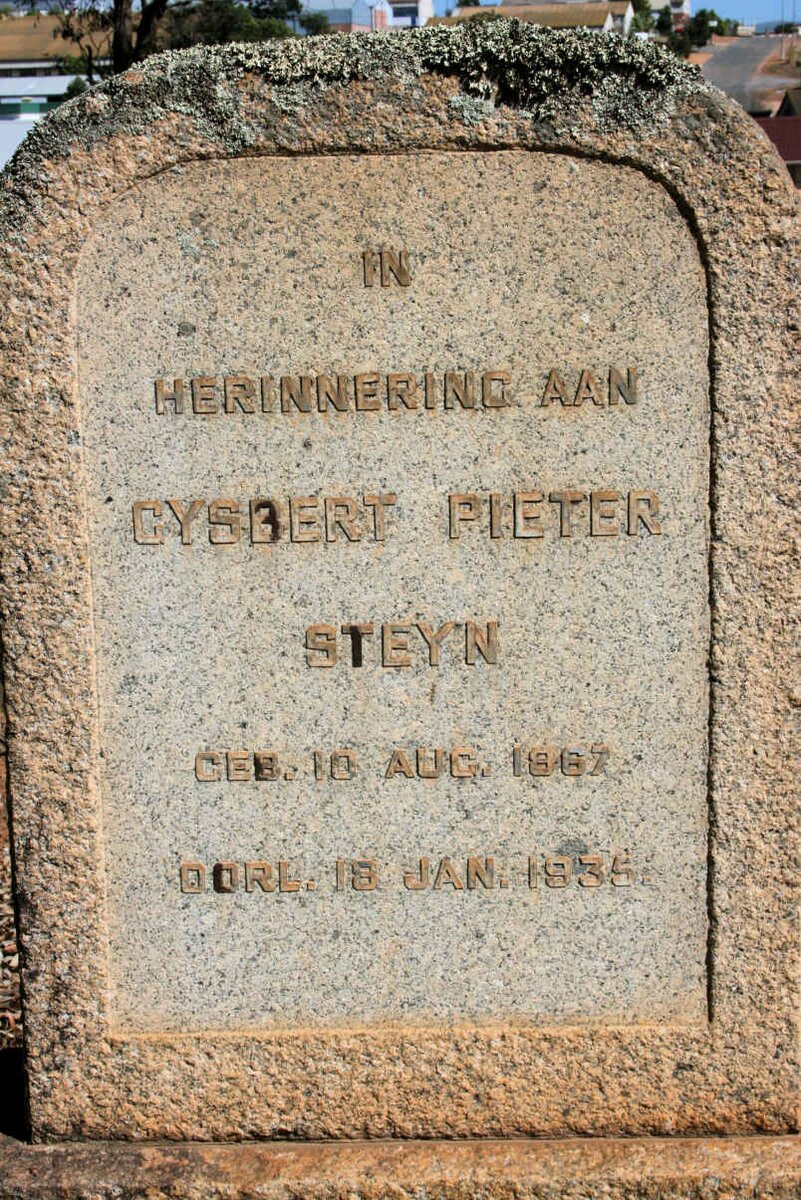 IN
HERINNERING AAN
GYSBERT PIETER
STEYN
GEB. 10 AUG. 1867
OORL. 18 JAN. 1935.